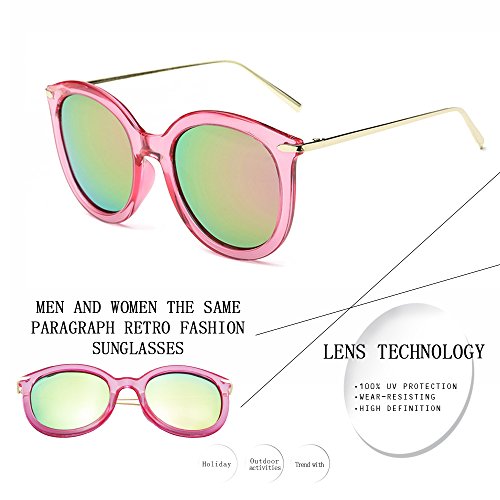 MEN AND WOMEN THE SAME
PARAGRAPH RETRO FASHION
SUNGLASSES
LENS TECHNOLOGY
•100% UV PROTECTION
•WEAR-RESISTING
•HIGH DEFINITION
Holiday
Outdoor
activities
Trend with